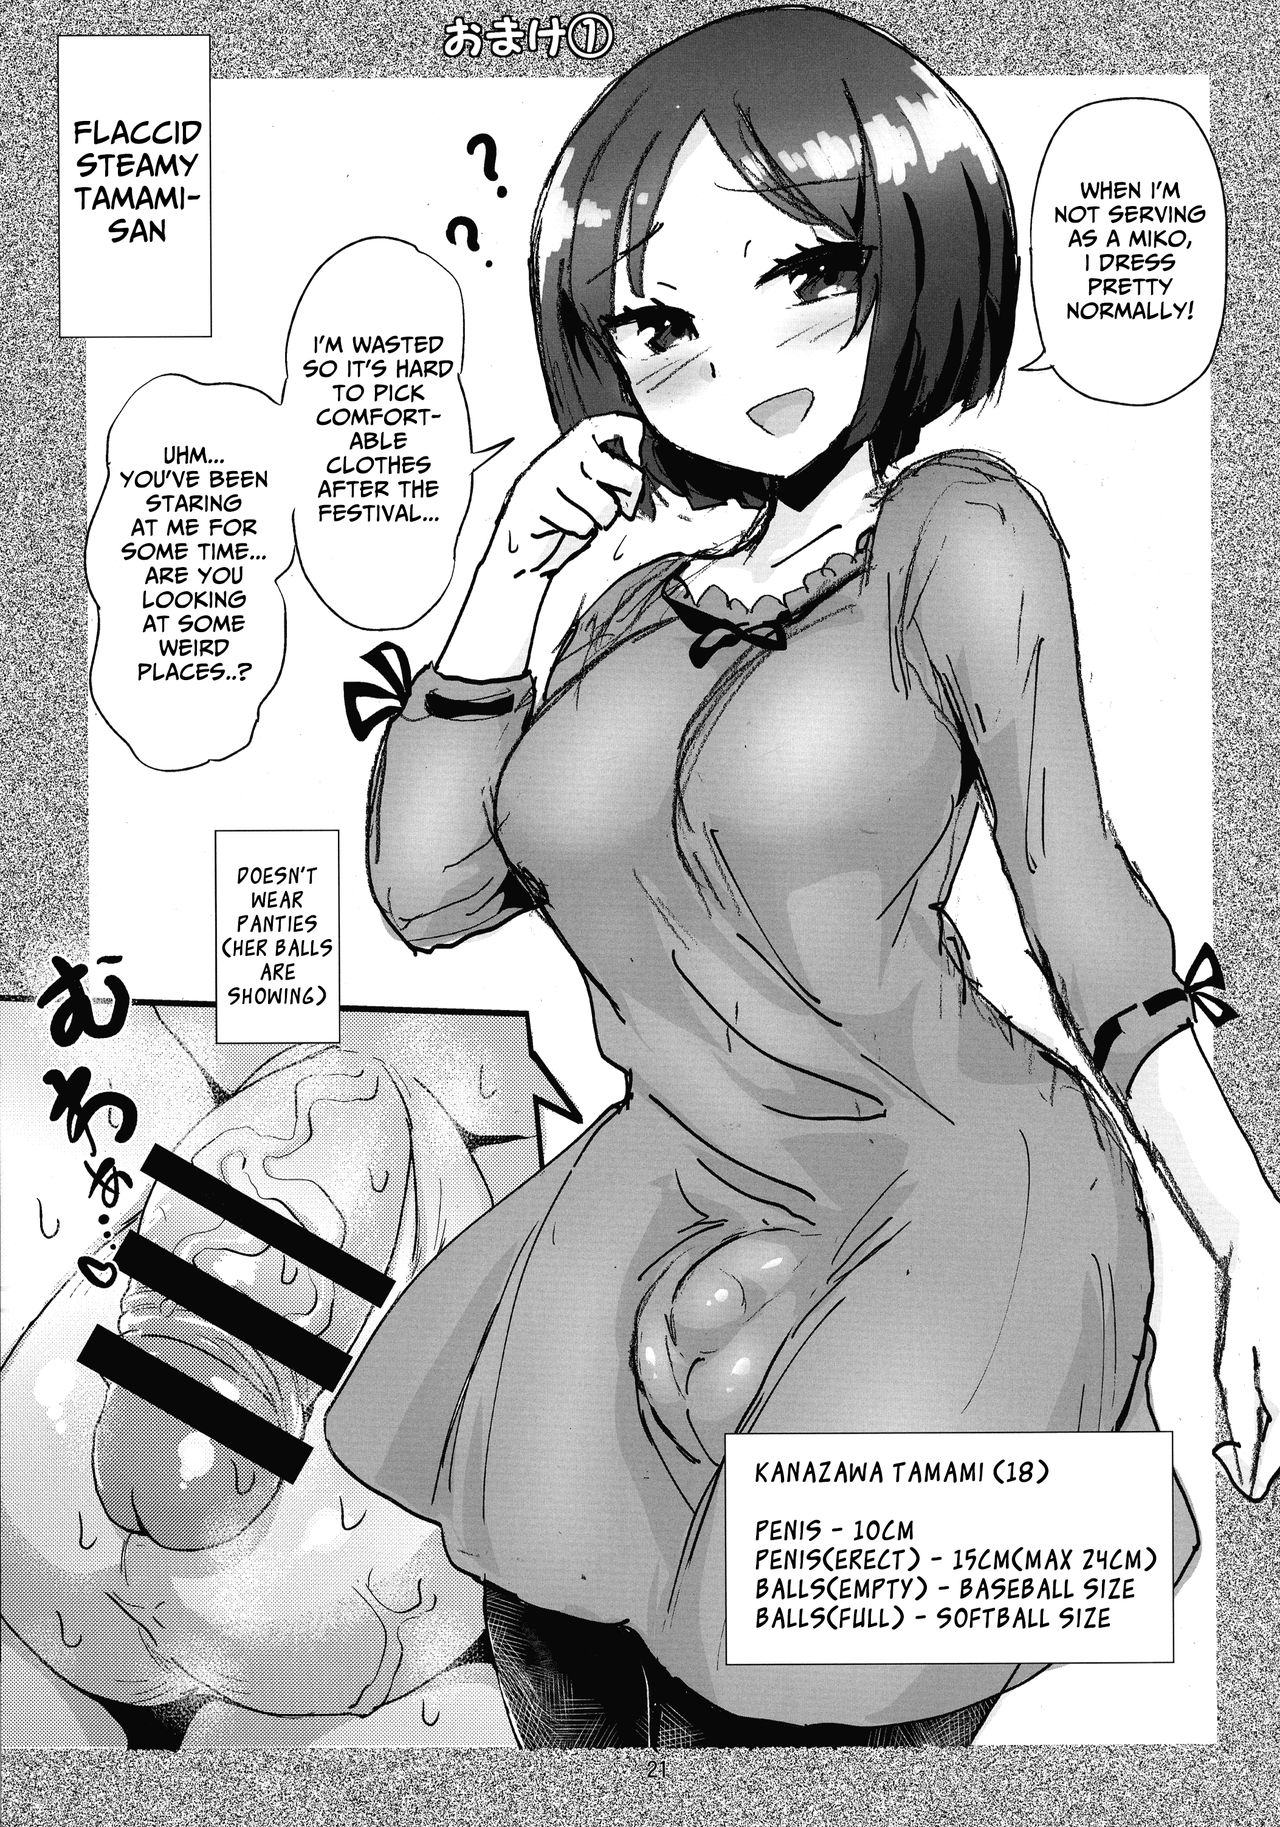 おまけ①
FLACCID
STEAMY
TAMAMI-
SAN
WHEN I'M
NOT SERVING
AS A MIKO,
I DRESS
PRETTY
NORMALLY!
? ?
I'M WASTED
SO IT'S HARD
TO PICK
COMFORT-
ABLE
CLOTHES
AFTER THE
FESTIVAL...
UHM...
YOU'VE BEEN
STARING
AT ME FOR
SOME TIME...
ARE YOU
LOOKING
AT SOME
WEIRD
PLACES..?
DOESN'T
WEAR
PANTIES
(HER BALLS
ARE
SHOWING)
むわぁ…♡
KANAZAWA TAMAMI (18)
PENIS - 10CM
PENIS(ERECT) - 15CM(MAX 24CM)
BALLS(EMPTY) - BASEBALL SIZE
BALLS(FULL) - SOFTBALL SIZE
21